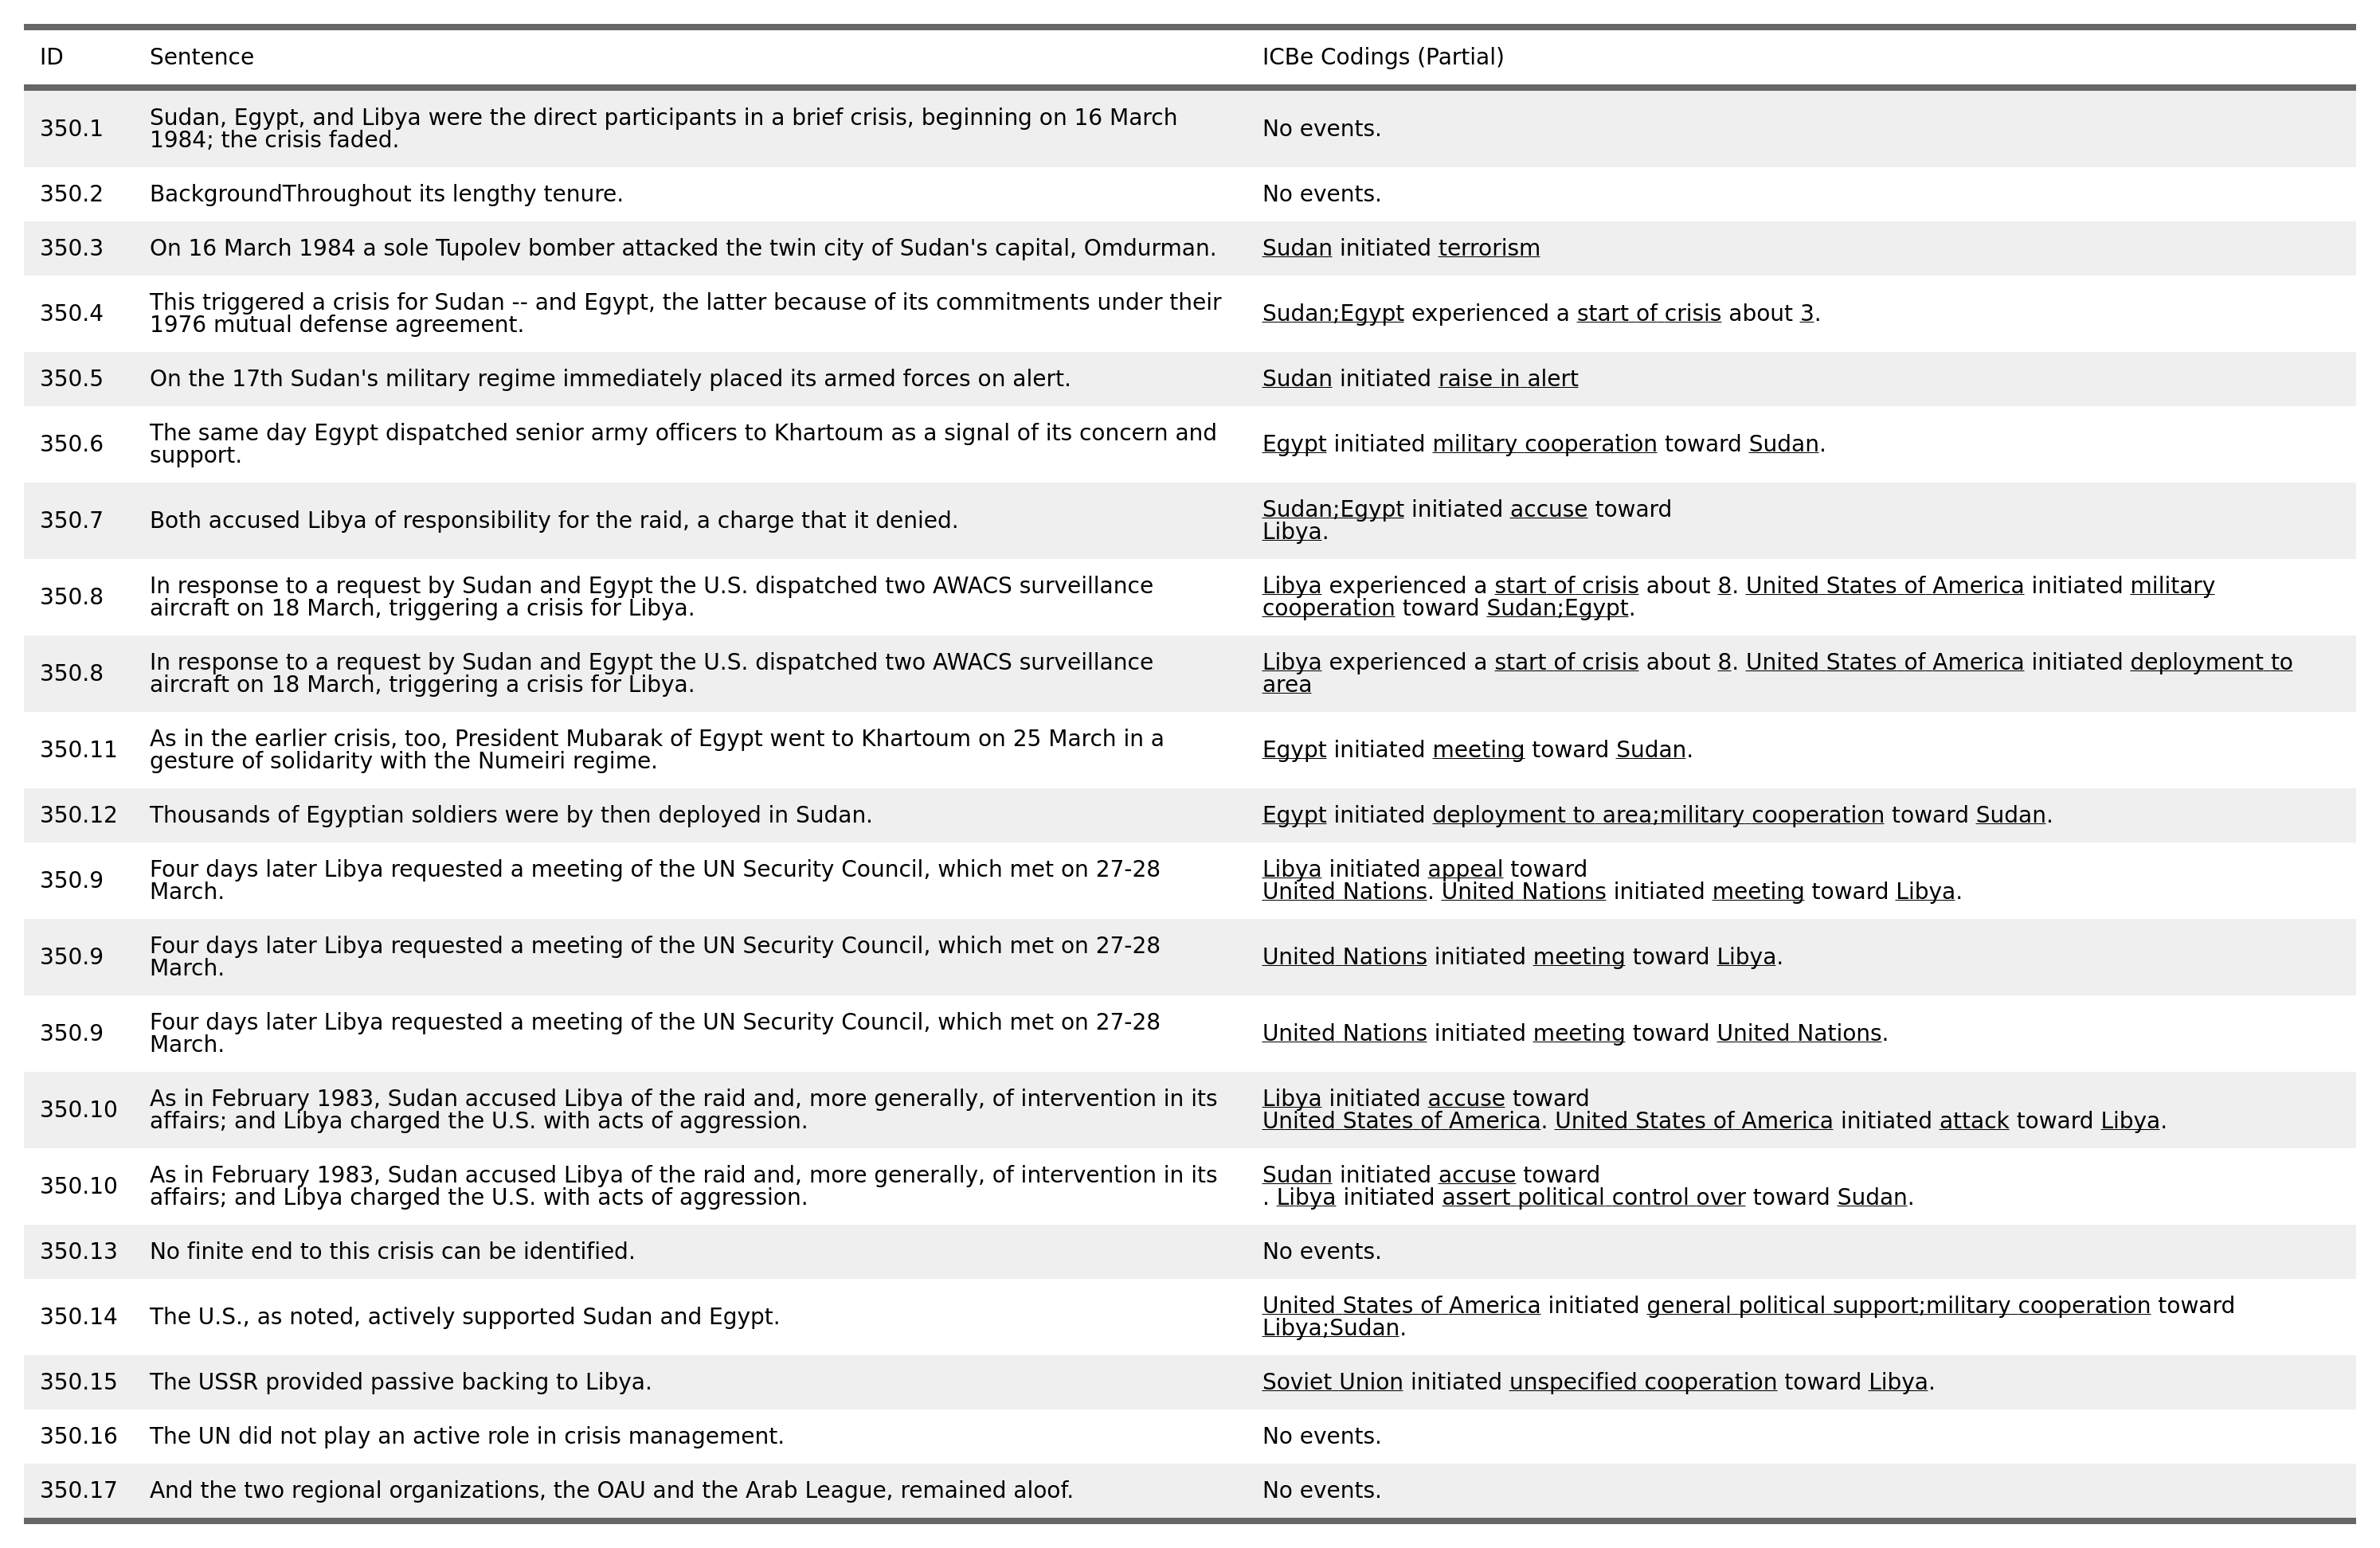 ID Sentence ICBe Codings (Partial)
350.1 Sudan, Egypt, and Libya were the direct participants in a brief crisis, beginning on 16 March
1984; the crisis faded. No events.
350.2 BackgroundThroughout its lengthy tenure. No events.
350.3 On 16 March 1984 a sole Tupolev bomber attacked the twin city of Sudan's capital, Omdurman. Sudan initiated terrorism
350.4 This triggered a crisis for Sudan -- and Egypt, the latter because of its commitments under their
1976 mutual defense agreement. Sudan;Egypt experienced a start of crisis about 3.
350.5 On the 17th Sudan's military regime immediately placed its armed forces on alert. Sudan initiated raise in alert
350.6 The same day Egypt dispatched senior army officers to Khartoum as a signal of its concern and
support. Egypt initiated military cooperation toward Sudan.
350.7 Both accused Libya of responsibility for the raid, a charge that it denied. Sudan;Egypt initiated accuse toward
Libya.
350.8 In response to a request by Sudan and Egypt the U.S. dispatched two AWACS surveillance
aircraft on 18 March, triggering a crisis for Libya. Libya experienced a start of crisis about 8. United States of America initiated military
cooperation toward Sudan;Egypt.
350.8 In response to a request by Sudan and Egypt the U.S. dispatched two AWACS surveillance
aircraft on 18 March, triggering a crisis for Libya. Libya experienced a start of crisis about 8. United States of America initiated deployment to
area
350.11 As in the earlier crisis, too, President Mubarak of Egypt went to Khartoum on 25 March in a
gesture of solidarity with the Numeiri regime. Egypt initiated meeting toward Sudan.
350.12 Thousands of Egyptian soldiers were by then deployed in Sudan. Egypt initiated deployment to area;military cooperation toward Sudan.
350.9 Four days later Libya requested a meeting of the UN Security Council, which met on 27-28
March. Libya initiated appeal toward
United Nations. United Nations initiated meeting toward Libya.
350.9 Four days later Libya requested a meeting of the UN Security Council, which met on 27-28
March. United Nations initiated meeting toward Libya.
350.9 Four days later Libya requested a meeting of the UN Security Council, which met on 27-28
March. United Nations initiated meeting toward United Nations.
350.10 As in February 1983, Sudan accused Libya of the raid and, more generally, of intervention in its
affairs; and Libya charged the U.S. with acts of aggression. Libya initiated accuse toward
United States of America. United States of America initiated attack toward Libya.
350.10 As in February 1983, Sudan accused Libya of the raid and, more generally, of intervention in its
affairs; and Libya charged the U.S. with acts of aggression. Sudan initiated accuse toward
. Libya initiated assert political control over toward Sudan.
350.13 No finite end to this crisis can be identified. No events.
350.14 The U.S., as noted, actively supported Sudan and Egypt. United States of America initiated general political support;military cooperation toward
Libya;Sudan.
350.15 The USSR provided passive backing to Libya. Soviet Union initiated unspecified cooperation toward Libya.
350.16 The UN did not play an active role in crisis management. No events.
350.17 And the two regional organizations, the OAU and the Arab League, remained aloof. No events.